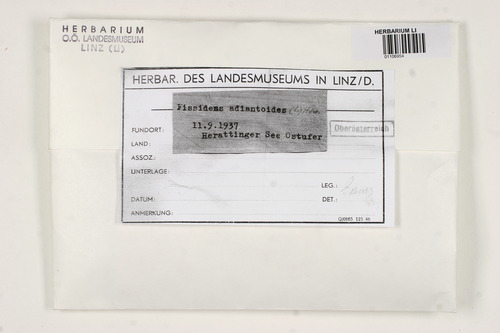 HERBARIUM
O.Ö. LANDESMUSEUM
LINZ (LI)
HERBARIUM LI
HERBAR. DES LANDESMUSEUMS IN LINZ/D.
Fissidens adiantoides
11.9.1937
Herattinger See Ostufer
Oberösterreich
FUNDORT:
LAND:
ASSOZ.:
UNTERLAGE:
LEG.:
DATUM:
DET.:
ANMERKUNG: